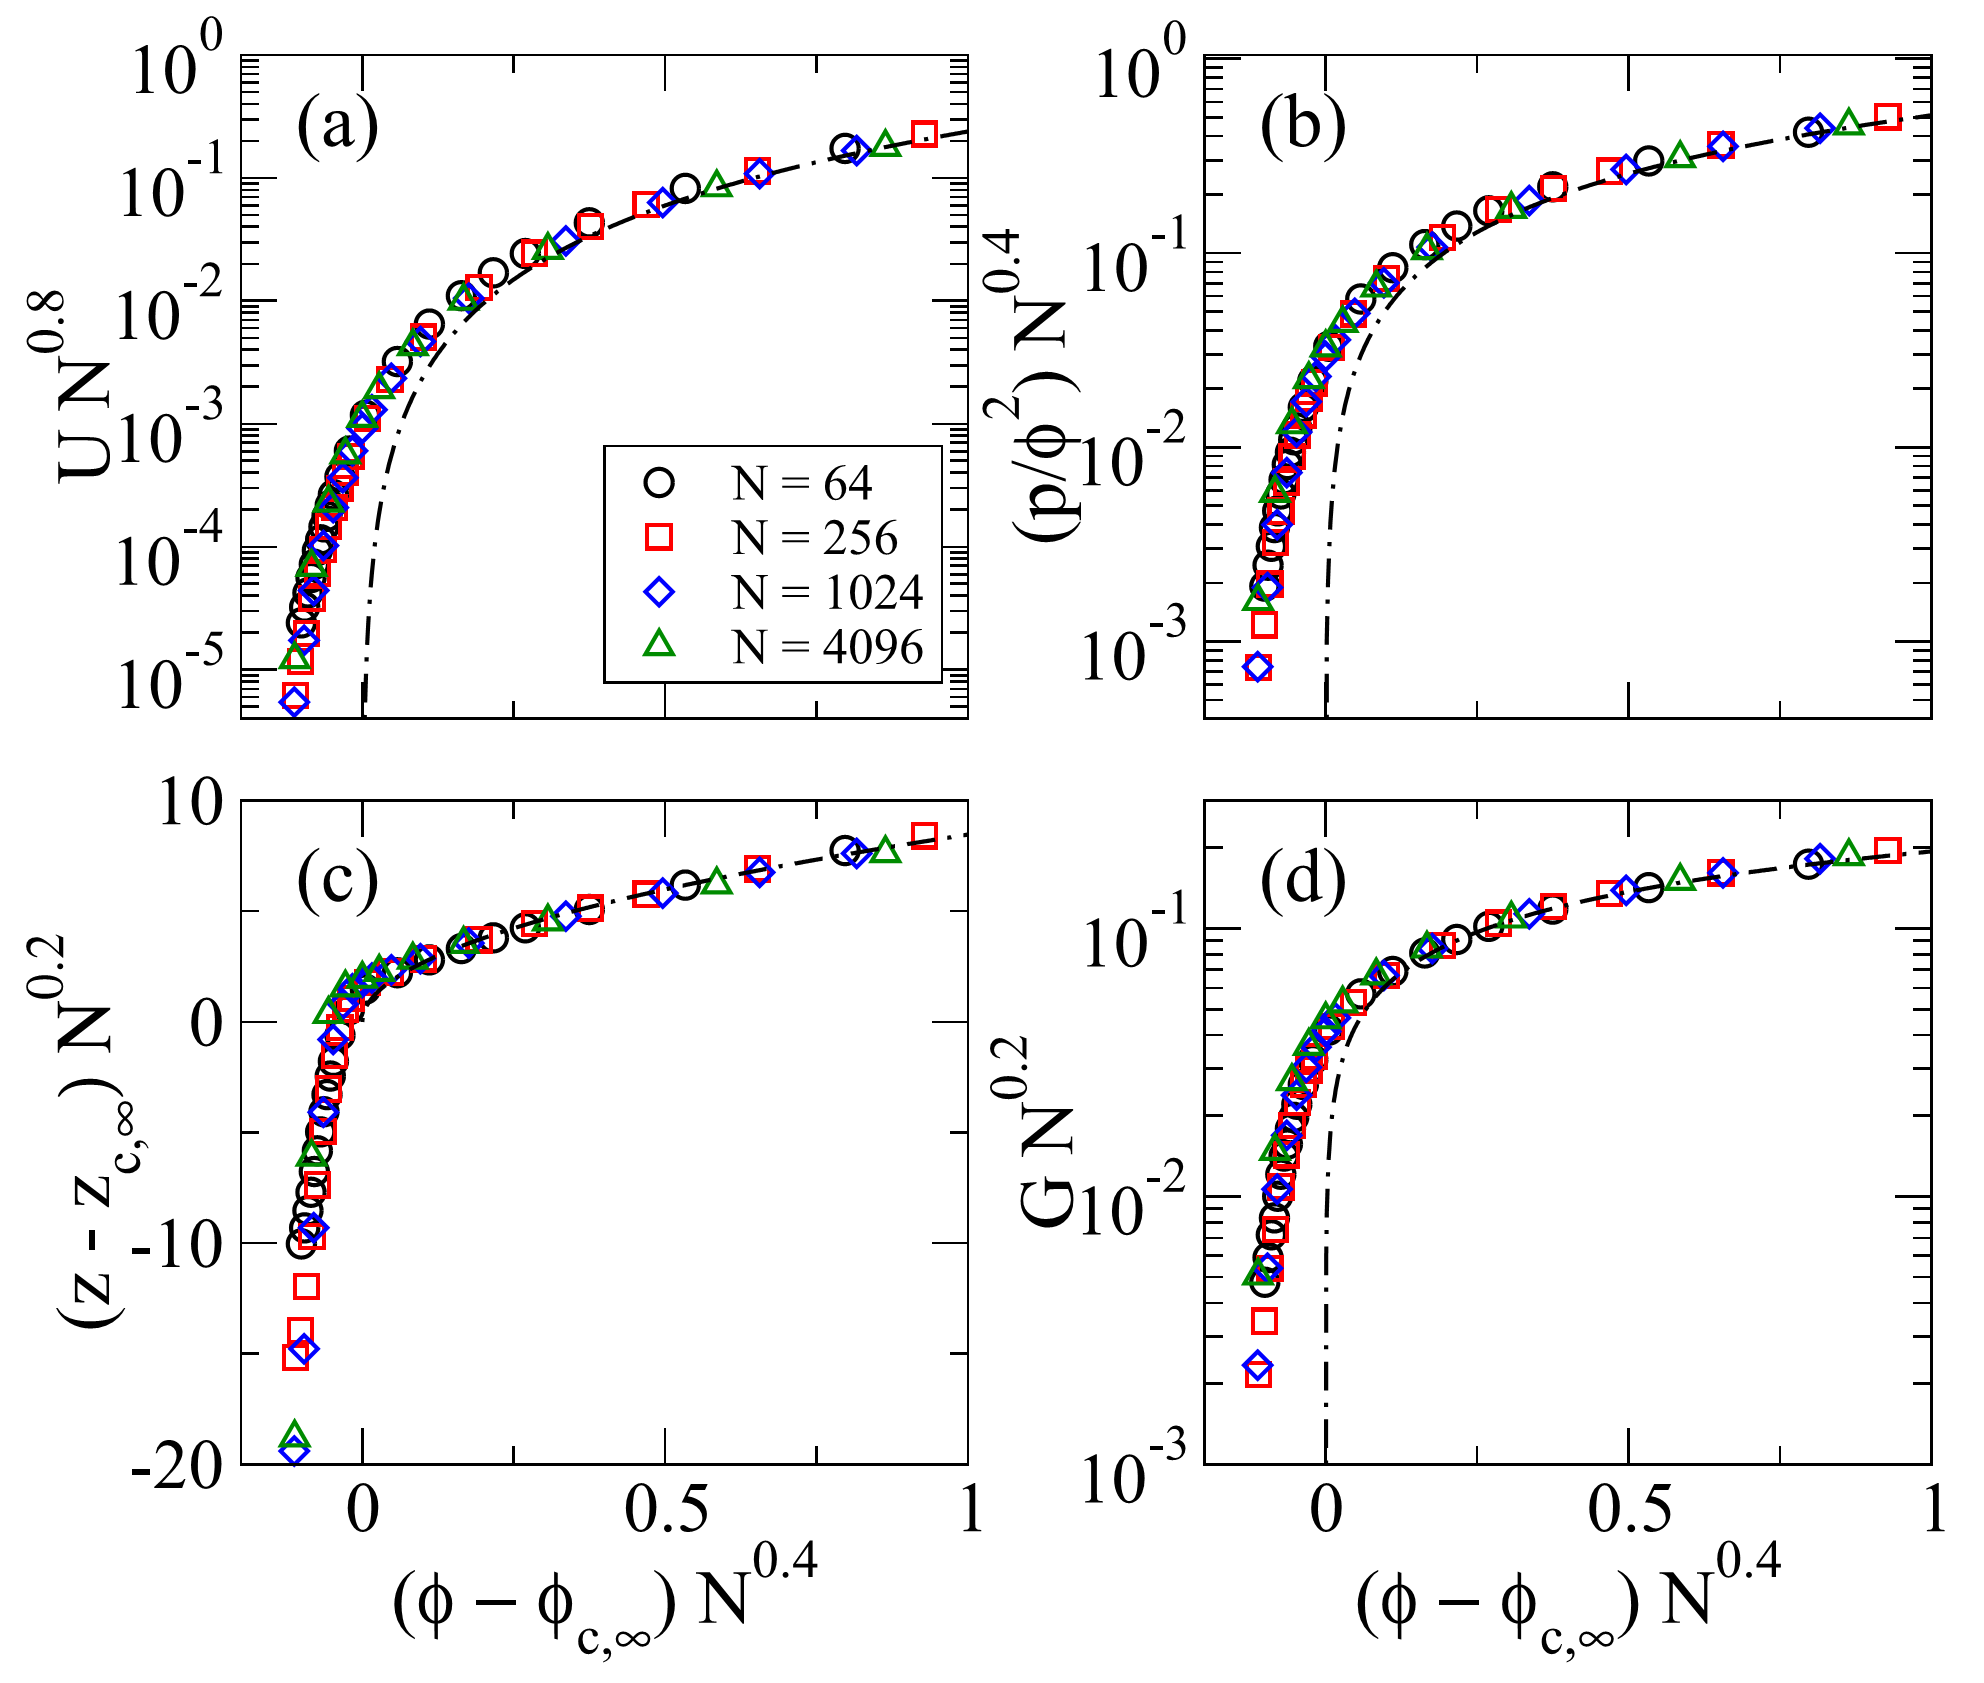 (a)
U N^0.8
10^0
10^-1
10^-2
10^-3
10^-4
10^-5
N = 64
N = 256
N = 1024
N = 4096
(b)
(p/ϕ^2) N^0.4
10^0
10^-1
10^-2
10^-3
(c)
(z - z_c,∞) N^0.2
10
0
-10
-20
0 0.5 1
(ϕ − ϕ_c,∞) N^0.4
(d)
G N^0.2
10^-1
10^-2
10^-3
0 0.5 1
(ϕ − ϕ_c,∞) N^0.4